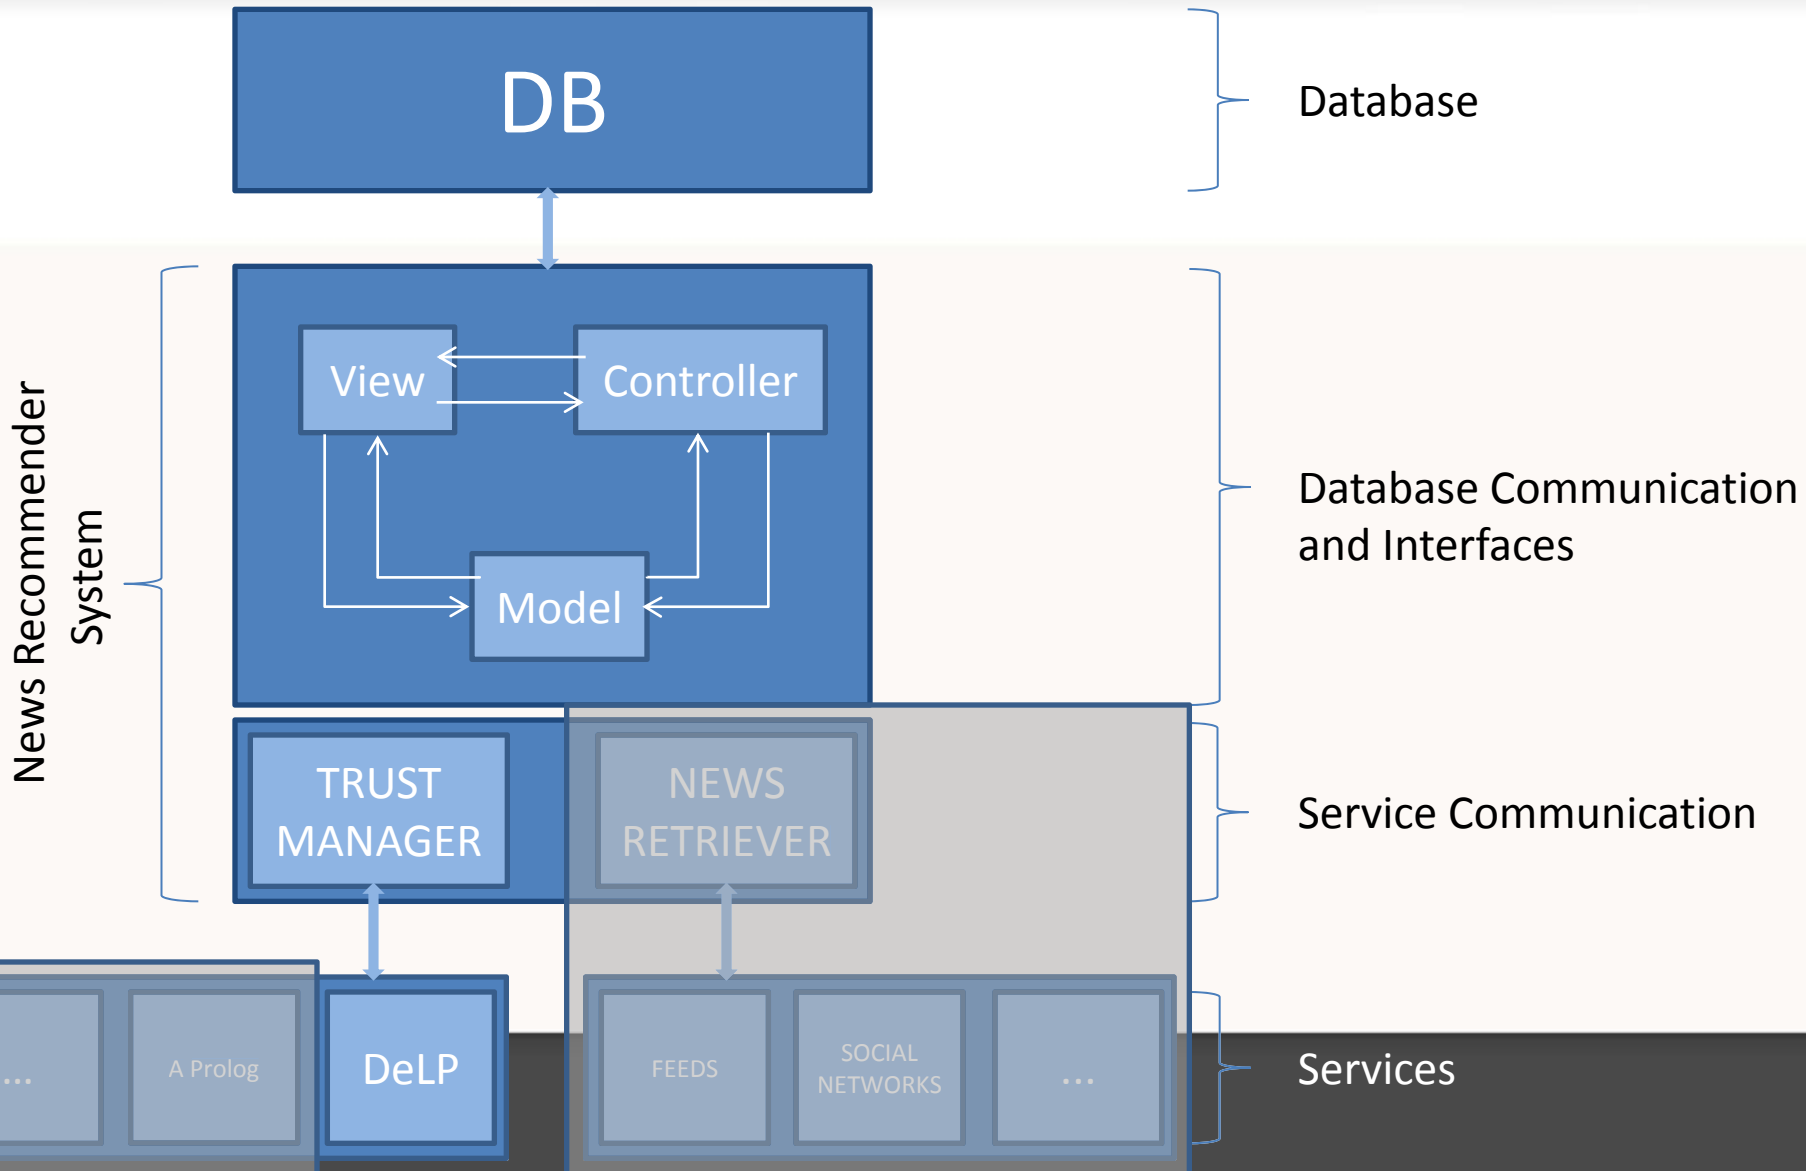 DB
Database
News Recommender
System
View
Controller
Model
Database Communication
and Interfaces
TRUST
MANAGER
NEWS
RETRIEVER
Service Communication
...
A Prolog
DeLP
FEEDS
SOCIAL
NETWORKS
...
Services